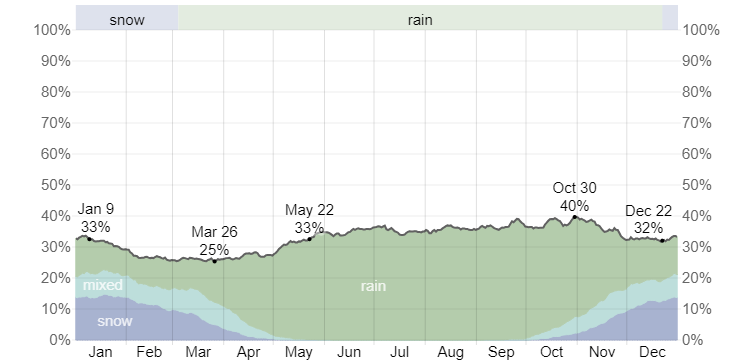 snow rain
100% 100%
90% 90%
80% 80%
70% 70%
60% 60%
50% 50%
Oct 30
40% 40% 40%
Jan 9 May 22 Dec 22
33% 33% 32%
Mar 26
30% 25% 30%
20% 20%
mixed rain
10% 10%
snow
0% 0%
Jan Feb Mar Apr May Jun Jul Aug Sep Oct Nov Dec